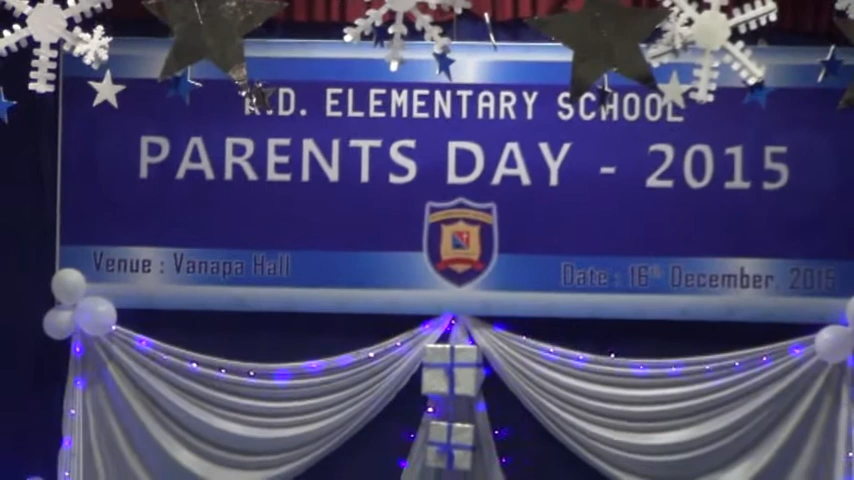 .D. ELEMENTARY SCHOOL
PARENTS DAY - 2015
Venue : Vanapa Hall
Date : 16th December, 2015